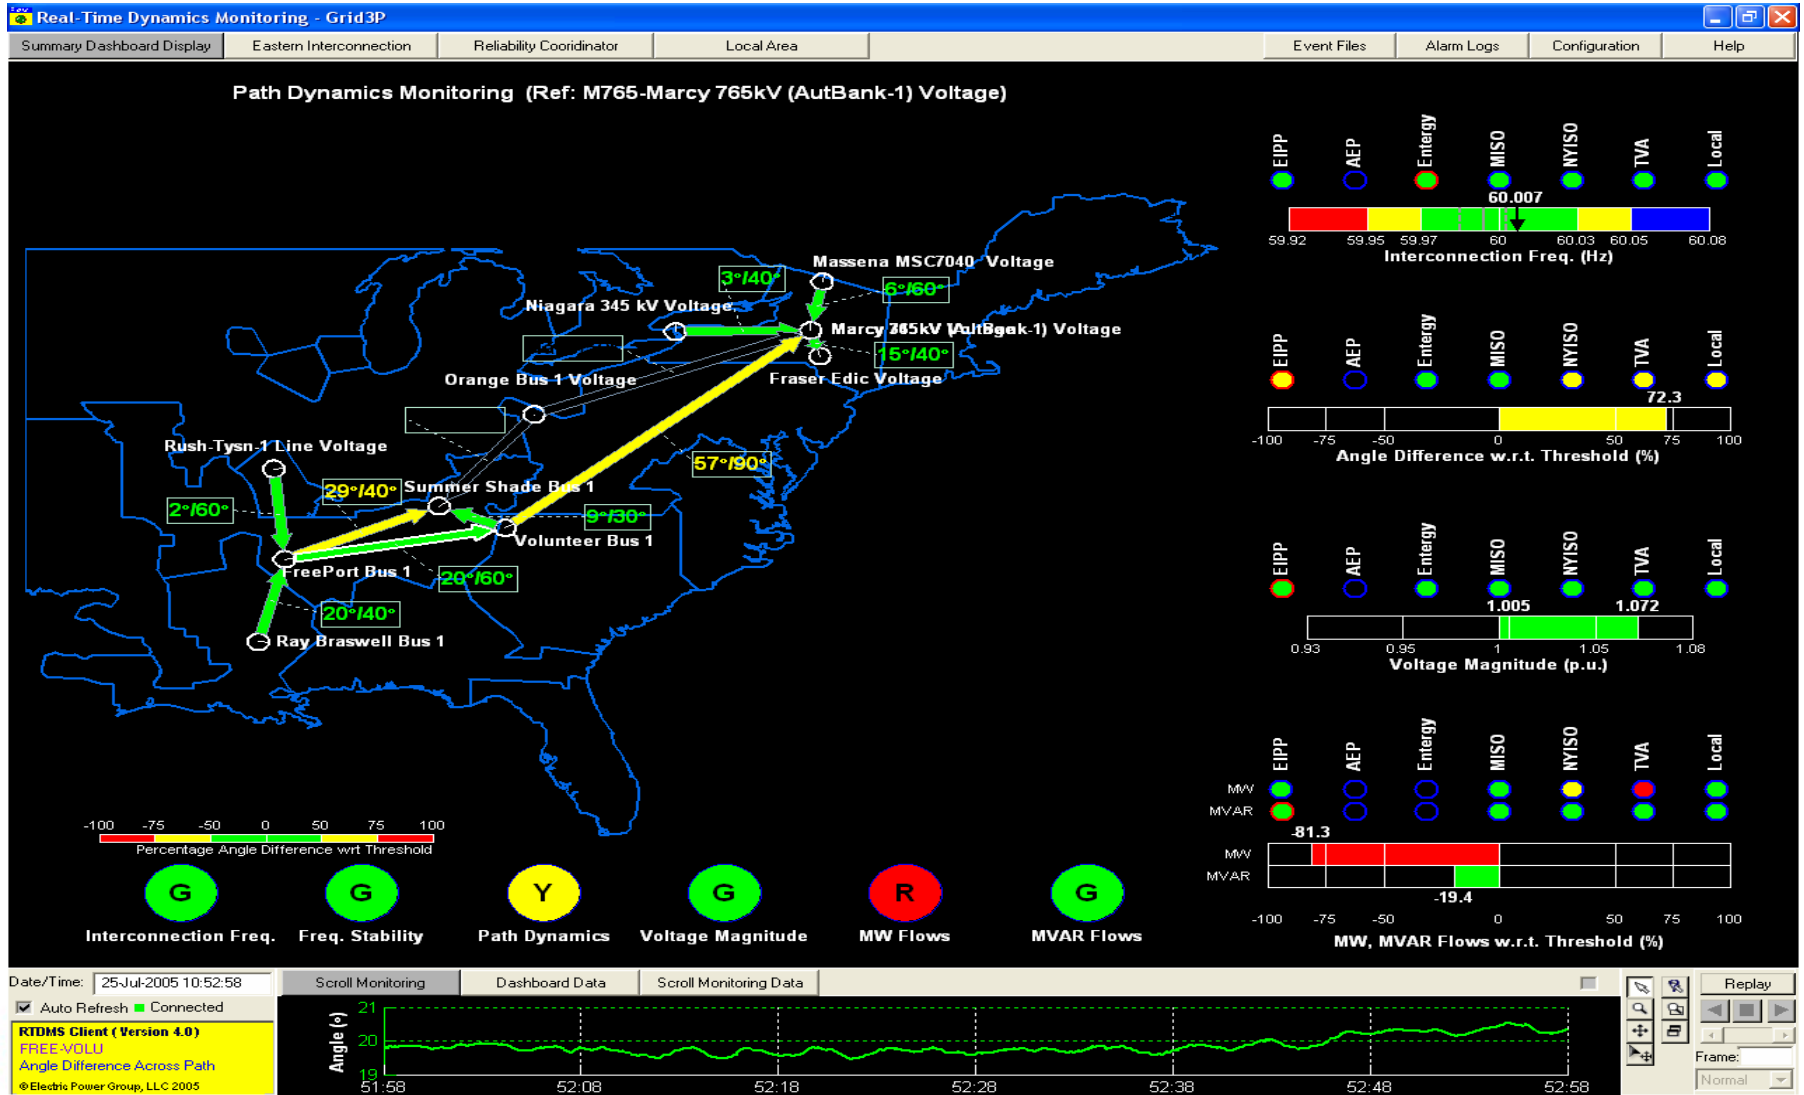 Real-Time Dynamics Monitoring - Grid3P
Summary Dashboard Display
Eastern Interconnection
Reliability Cooridinator
Local Area
Event Files
Alarm Logs
Configuration
Help
Path Dynamics Monitoring (Ref: M765-Marcy 765kV (AutBank-1) Voltage)
Massena MSC7040 Voltage
3°/40°
6°/60°
Niagara 345 kV Voltage
Marcy 765kV (AutBank-1) Voltage
15°/40°
Orange Bus 1 Voltage
Fraser Edic Voltage
Rush-Tysn-1 Line Voltage
57°/90°
29°/40°
Summer Shade Bus 1
2°/60°
9°/30°
Volunteer Bus 1
FreePort Bus 1
20°/60°
20°/40°
Ray Braswell Bus 1
-100 -75 -50 0 50 75 100
Percentage Angle Difference wrt Threshold
G
G
Y
G
R
G
Interconnection Freq.
Freq. Stability
Path Dynamics
Voltage Magnitude
MW Flows
MVAR Flows
EIPP
AEP
Entergy
MISO
NYISO
TVA
Local
60.007
59.92 59.95 59.97 60 60.03 60.05 60.08
Interconnection Freq. (Hz)
EIPP
AEP
Entergy
MISO
NYISO
TVA
Local
72.3
-100 -75 -50 0 50 75 100
Angle Difference w.r.t. Threshold (%)
EIPP
AEP
Entergy
MISO
NYISO
TVA
Local
1.005 1.072
0.93 0.95 1 1.05 1.08
Voltage Magnitude (p.u.)
EIPP
AEP
Entergy
MISO
NYISO
TVA
Local
MW
MVAR
-81.3
MW
MVAR
-19.4
-100 -75 -50 0 50 75 100
MW, MVAR Flows w.r.t. Threshold (%)
Date/Time: 25-Jul-2005 10:52:58
Auto Refresh Connected
RTDMS Client ( Version 4.0 )
FREE-VOLU
Angle Difference Across Path
© Electric Power Group, LLC 2005
Scroll Monitoring
Dashboard Data
Scroll Monitoring Data
Angle (°)
21
20
19
51:58 52:08 52:18 52:28 52:38 52:48 52:58
Replay
Frame:
Normal